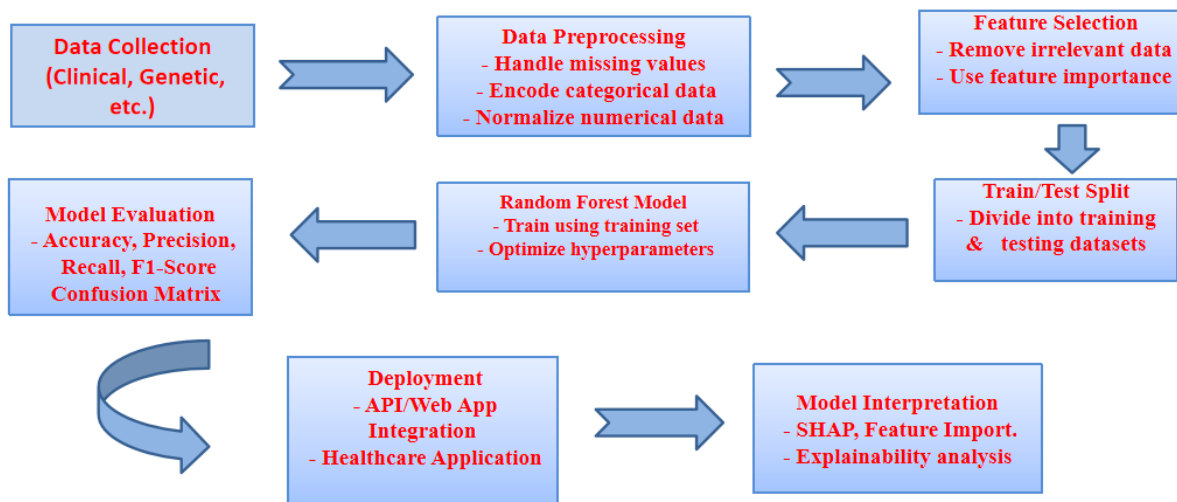 Data Collection
(Clinical, Genetic,
etc.)
Data Preprocessing
- Handle missing values
- Encode categorical data
- Normalize numerical data
Feature Selection
- Remove irrelevant data
- Use feature importance
Train/Test Split
- Divide into training
& testing datasets
Random Forest Model
- Train using training set
- Optimize hyperparameters
Model Evaluation
- Accuracy, Precision,
Recall, F1-Score
Confusion Matrix
Deployment
- API/Web App
Integration
- Healthcare Application
Model Interpretation
- SHAP, Feature Import.
- Explainability analysis